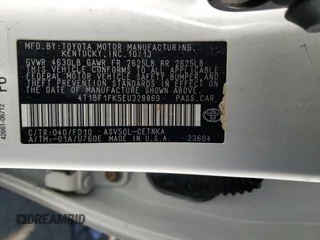 MFD.BY:TOYOTA MOTOR MANUFACTURING,
KENTUCKY,INC. 10/13
GVWR 4630LB GAWR FR 2625LB RR 2625LB
THIS VEHICLE CONFORMS TO ALL APPLICABLE
FEDERAL MOTOR VEHICLE SAFETY, BUMPER, AND
THEFT PREVENTION STANDARDS IN EFFECT ON
THE DATE OF MANUFACTURE SHOWN ABOVE.
4T1BF1FK5EU328869
C/TR:040/FD10 ASV50L-CETNKA
A/TM:-01A/U760E MADE IN U.S.A. 23604
42661-06712
DREAMBID